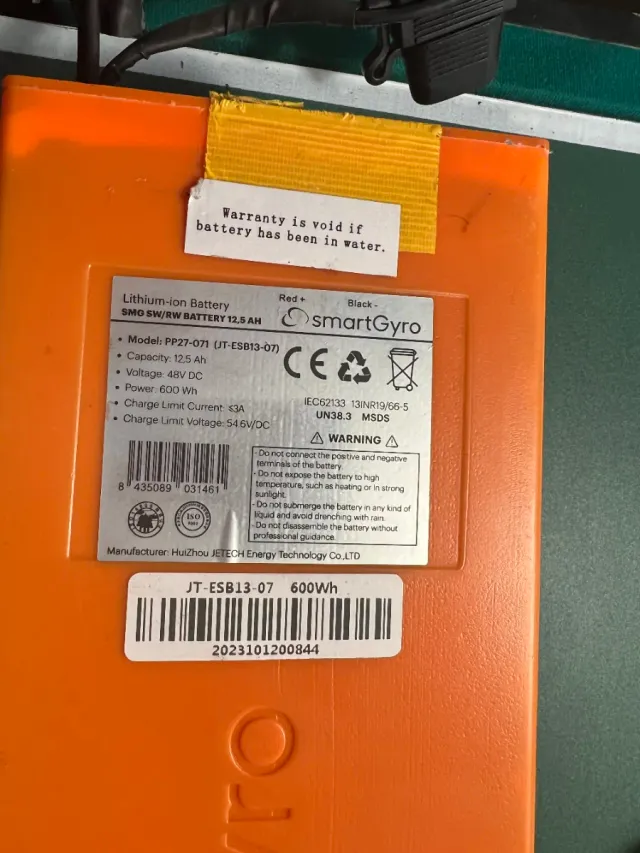 Warranty is void if
battery has been in water.
Lithium-ion Battery
SMG SW/RW BATTERY 12,5 AH
Red +
Black -
smartGyro
• Model: PP27-071 (JT-ESB13-07)
• Capacity: 12,5 Ah
• Voltage: 48V DC
• Power: 600 Wh
• Charge Limit Current: ≤3A
• Charge Limit Voltage: 54.6V/DC
CE
IEC62133 13INR19/66-5
UN38.3 MSDS
WARNING
- Do not connect the positive and negative
terminals of the battery.
- Do not expose the battery to high
temperature, such as heating or in strong
sunlight.
- Do not submerge the battery in any kind of
liquid and avoid drenching with rain.
- Do not disassemble the battery without
professional guidance.
8 435089 031461
ISO
9001
Manufacturer: HuiZhou JETECH Energy Technology Co.,LTD
JT-ESB13-07 600Wh
2023101200844
yro